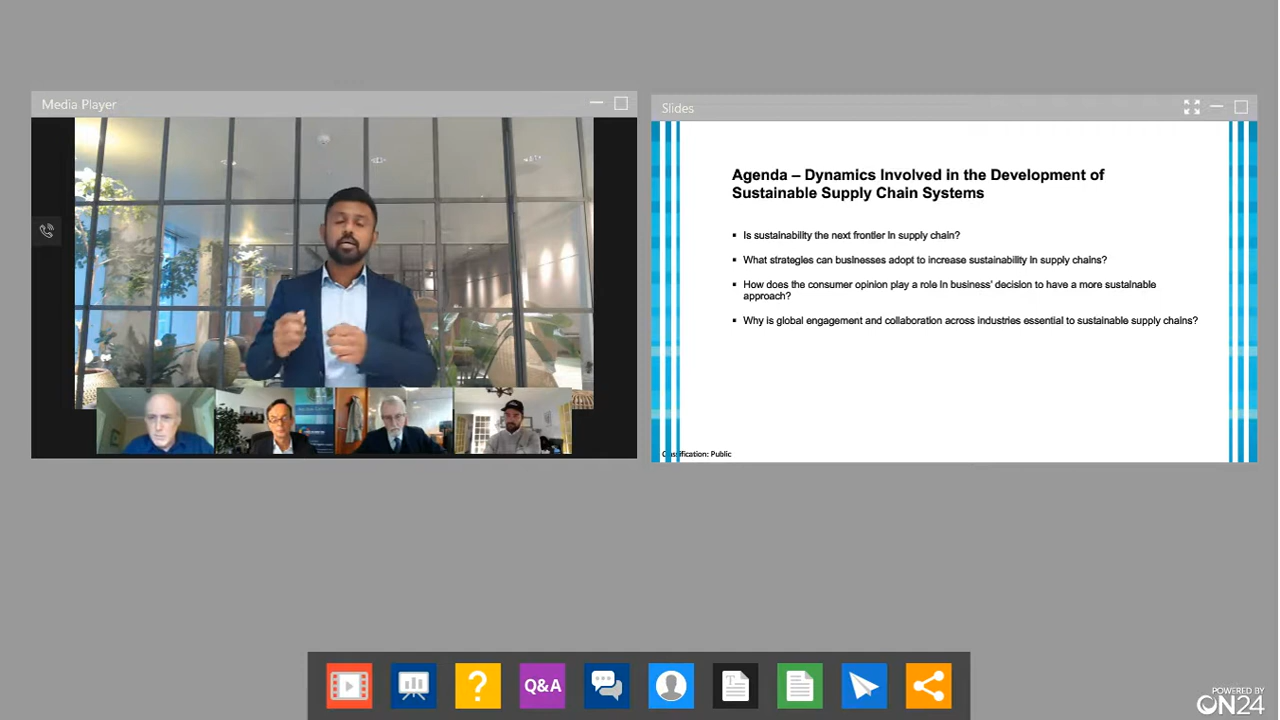 Media Player
Slides
Agenda – Dynamics Involved in the Development of
Sustainable Supply Chain Systems
▪ Is sustainability the next frontier in supply chain?
▪ What strategies can businesses adopt to increase sustainability in supply chains?
▪ How does the consumer opinion play a role in business' decision to have a more sustainable
approach?
▪ Why is global engagement and collaboration across industries essential to sustainable supply chains?
Classification: Public
?
Q&A
T
POWERED BY
ON24